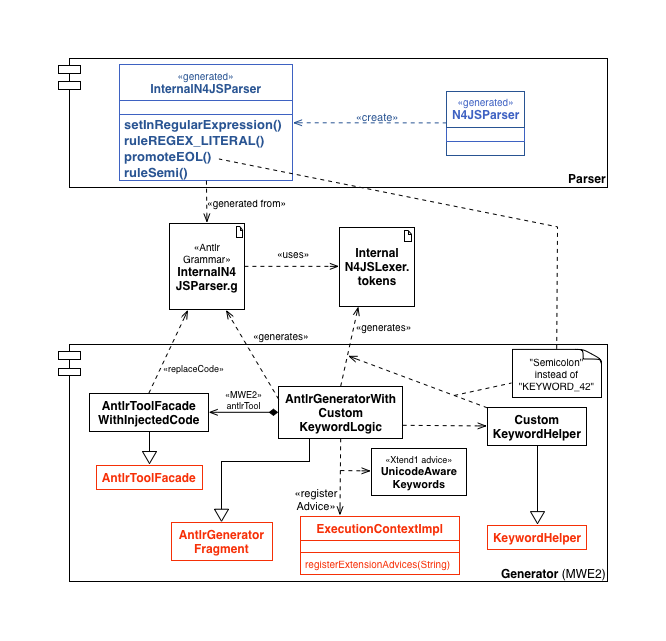 «generated»
InternalN4JSParser
setInRegularExpression()
ruleREGEX_LITERAL()
promoteEOL()
ruleSemi()
«create»
«generated»
N4JSParser
Parser
«generated from»
«Antlr
Grammar»
InternalN4
JSParser.g
«uses»
Internal
N4JSLexer.
tokens
«generates»
«generates»
«replaceCode»
"Semicolon"
instead of
"KEYWORD_42"
AntlrToolFacade
WithInjectedCode
«MWE2»
antlrTool
AntlrGeneratorWith
Custom
KeywordLogic
Custom
KeywordHelper
AntlrToolFacade
«Xtend1 advice»
UnicodeAware
Keywords
«register
Advice»
AntlrGenerator
Fragment
ExecutionContextImpl
registerExtensionAdvices(String)
KeywordHelper
Generator (MWE2)